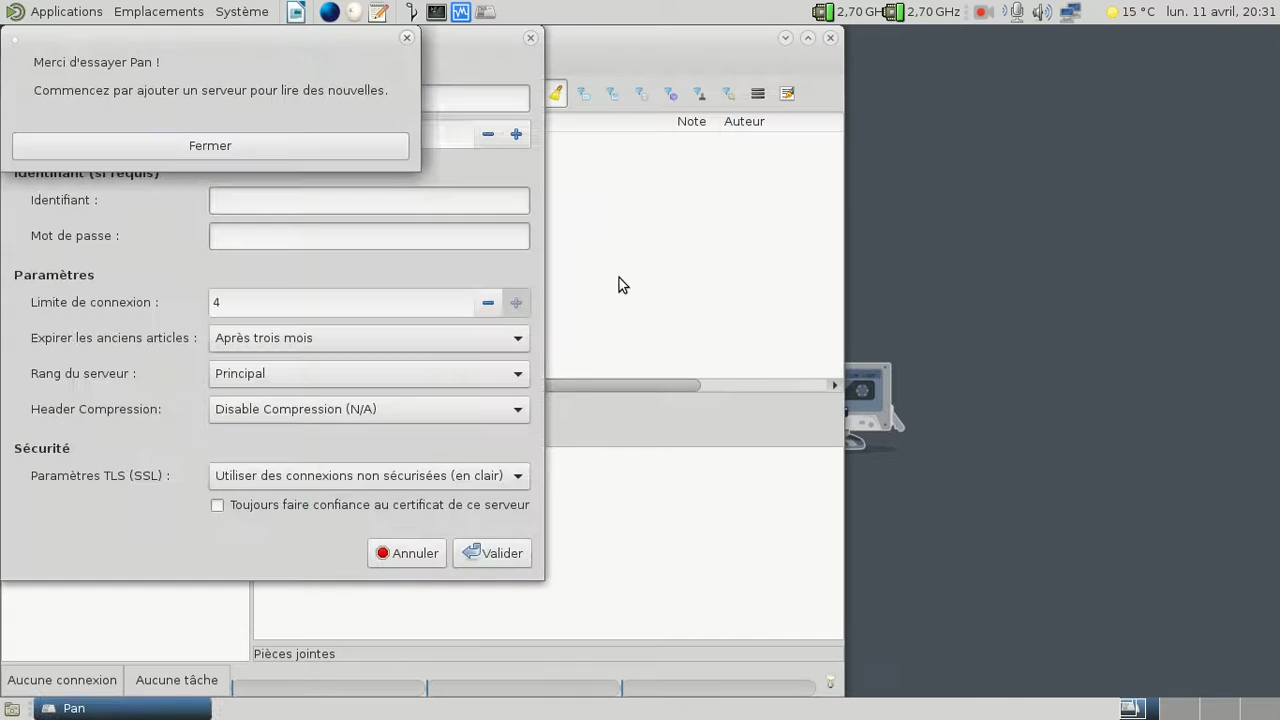 Applications Emplacements Système 2,70 GH 2,70 GHz 15 °C lun. 11 avril, 20:31
Merci d'essayer Pan !
Commencez par ajouter un serveur pour lire des nouvelles.
Fermer
Note Auteur
Identifiant (si requis)
Identifiant :
Mot de passe :
Paramètres
Limite de connexion : 4
Expirer les anciens articles : Après trois mois
Rang du serveur : Principal
Header Compression: Disable Compression (N/A)
Sécurité
Paramètres TLS (SSL) : Utiliser des connexions non sécurisées (en clair)
Toujours faire confiance au certificat de ce serveur
Annuler Valider
Pièces jointes
Aucune connexion Aucune tâche
Pan